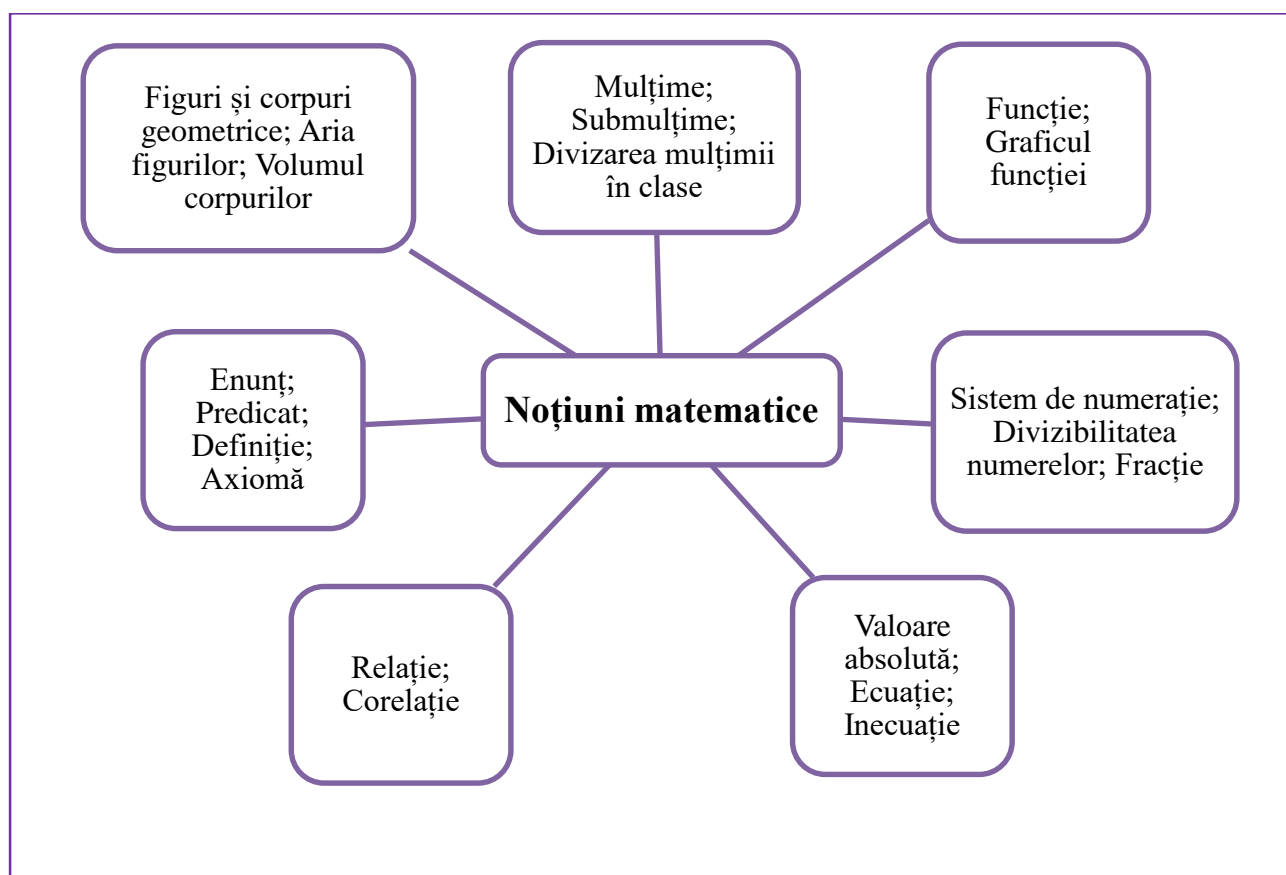 Figuri și corpuri
geometrice; Aria
figurilor; Volumul
corpurilor
Mulțime;
Submulțime;
Divizarea mulțimii
în clase
Funcție;
Graficul
funcției
Enunț;
Predicat;
Definiție;
Axiomă
Noțiuni matematice
Sistem de numerație;
Divizibilitatea
numerelor; Fracție
Relație;
Corelație
Valoare
absolută;
Ecuație;
Inecuație